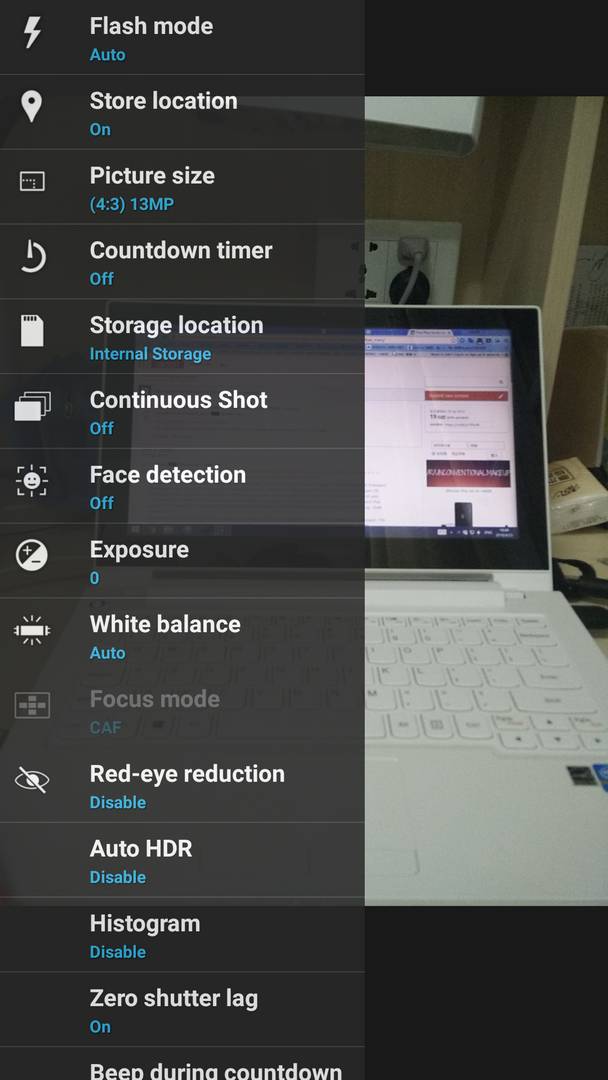 Flash mode
Auto
Store location
On
Picture size
(4:3) 13MP
Countdown timer
Off
Storage location
Internal Storage
Continuous Shot
Off
Face detection
Off
Exposure
0
White balance
Auto
Focus mode
CAF
Red-eye reduction
Disable
Auto HDR
Disable
Histogram
Disable
Zero shutter lag
On
Beep during countdown